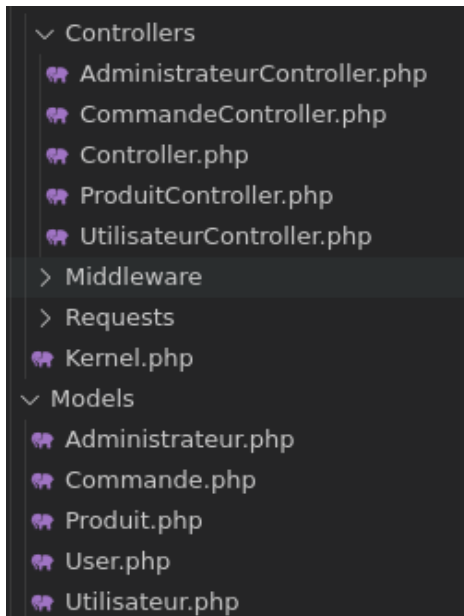 Controllers
AdministrateurController.php
CommandeController.php
Controller.php
ProduitController.php
UtilisateurController.php
Middleware
Requests
Kernel.php
Models
Administrateur.php
Commande.php
Produit.php
User.php
Utilisateur.php